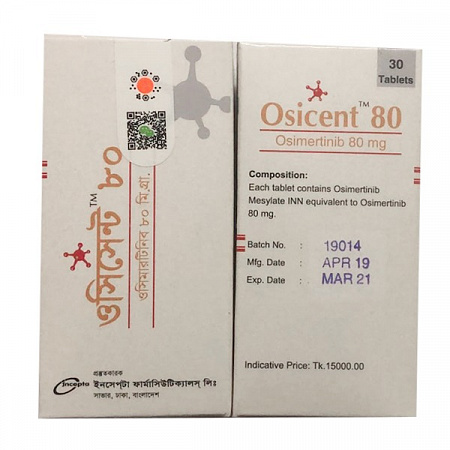 ওসিসেন্ট™ ৮০
ওসিমারটিনিব ৮০ মি.গ্রা.
প্রস্তুতকারক
Incepta
ইনসেপ্‌টা ফার্মাসিউটিক্যালস্ লিঃ
সাভার, ঢাকা, বাংলাদেশ
30
Tablets
Osicent™ 80
Osimertinib 80 mg
Composition:
Each tablet contains Osimertinib
Mesylate INN equivalent to Osimertinib
80 mg.
Batch No. : 19014
Mfg. Date : APR 19
Exp. Date : MAR 21
Indicative Price: Tk.15000.00